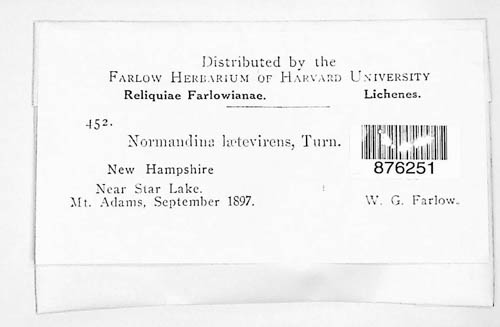 Distributed by the
FARLOW HERBARIUM OF HARVARD UNIVERSITY
Reliquiae Farlowianae. Lichenes.
452.
Normandina lætevirens, Turn.
876251
New Hampshire
Near Star Lake.
Mt. Adams, September 1897. W. G. Farlow.